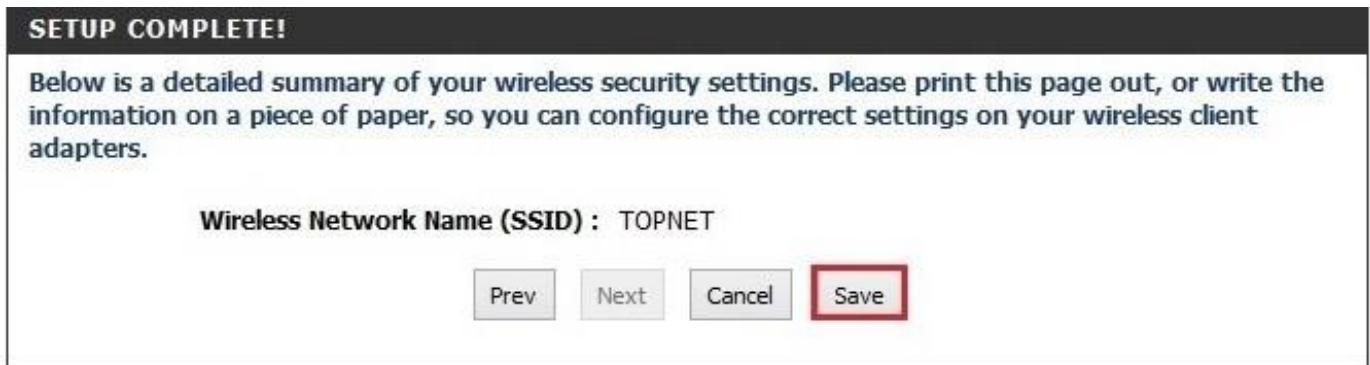 SETUP COMPLETE!
Below is a detailed summary of your wireless security settings. Please print this page out, or write the
information on a piece of paper, so you can configure the correct settings on your wireless client
adapters.
Wireless Network Name (SSID) : TOPNET
Prev Next Cancel Save